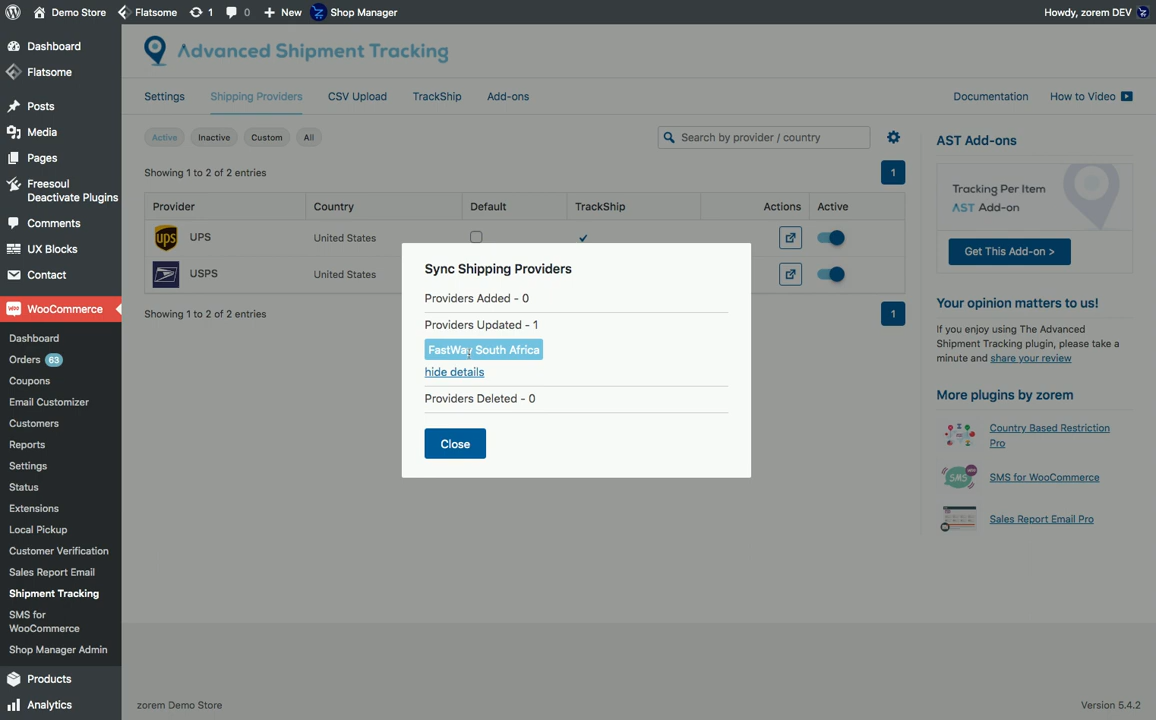 Demo Store
Flatsome
1
0
New
Shop Manager
Howdy, zorem DEV
Dashboard
Flatsome
Posts
Media
Pages
Freesoul
Deactivate Plugins
Comments
UX Blocks
Contact
WooCommerce
Dashboard
Orders 63
Coupons
Email Customizer
Customers
Reports
Settings
Status
Extensions
Local Pickup
Customer Verification
Sales Report Email
Shipment Tracking
SMS for
WooCommerce
Shop Manager Admin
Products
Analytics
Advanced Shipment Tracking
Settings
Shipping Providers
CSV Upload
TrackShip
Add-ons
Documentation
How to Video
Active
Inactive
Custom
All
Search by provider / country
Showing 1 to 2 of 2 entries
1
Provider
Country
Default
TrackShip
Actions
Active
UPS
United States
USPS
United States
Showing 1 to 2 of 2 entries
1
Sync Shipping Providers
Providers Added - 0
Providers Updated - 1
FastWay South Africa
hide details
Providers Deleted - 0
Close
AST Add-ons
Tracking Per Item
AST Add-on
Get This Add-on >
Your opinion matters to us!
If you enjoy using The Advanced
Shipment Tracking plugin, please take a
minute and share your review
More plugins by zorem
Country Based Restriction
Pro
SMS for WooCommerce
Sales Report Email Pro
zorem Demo Store
Version 5.4.2